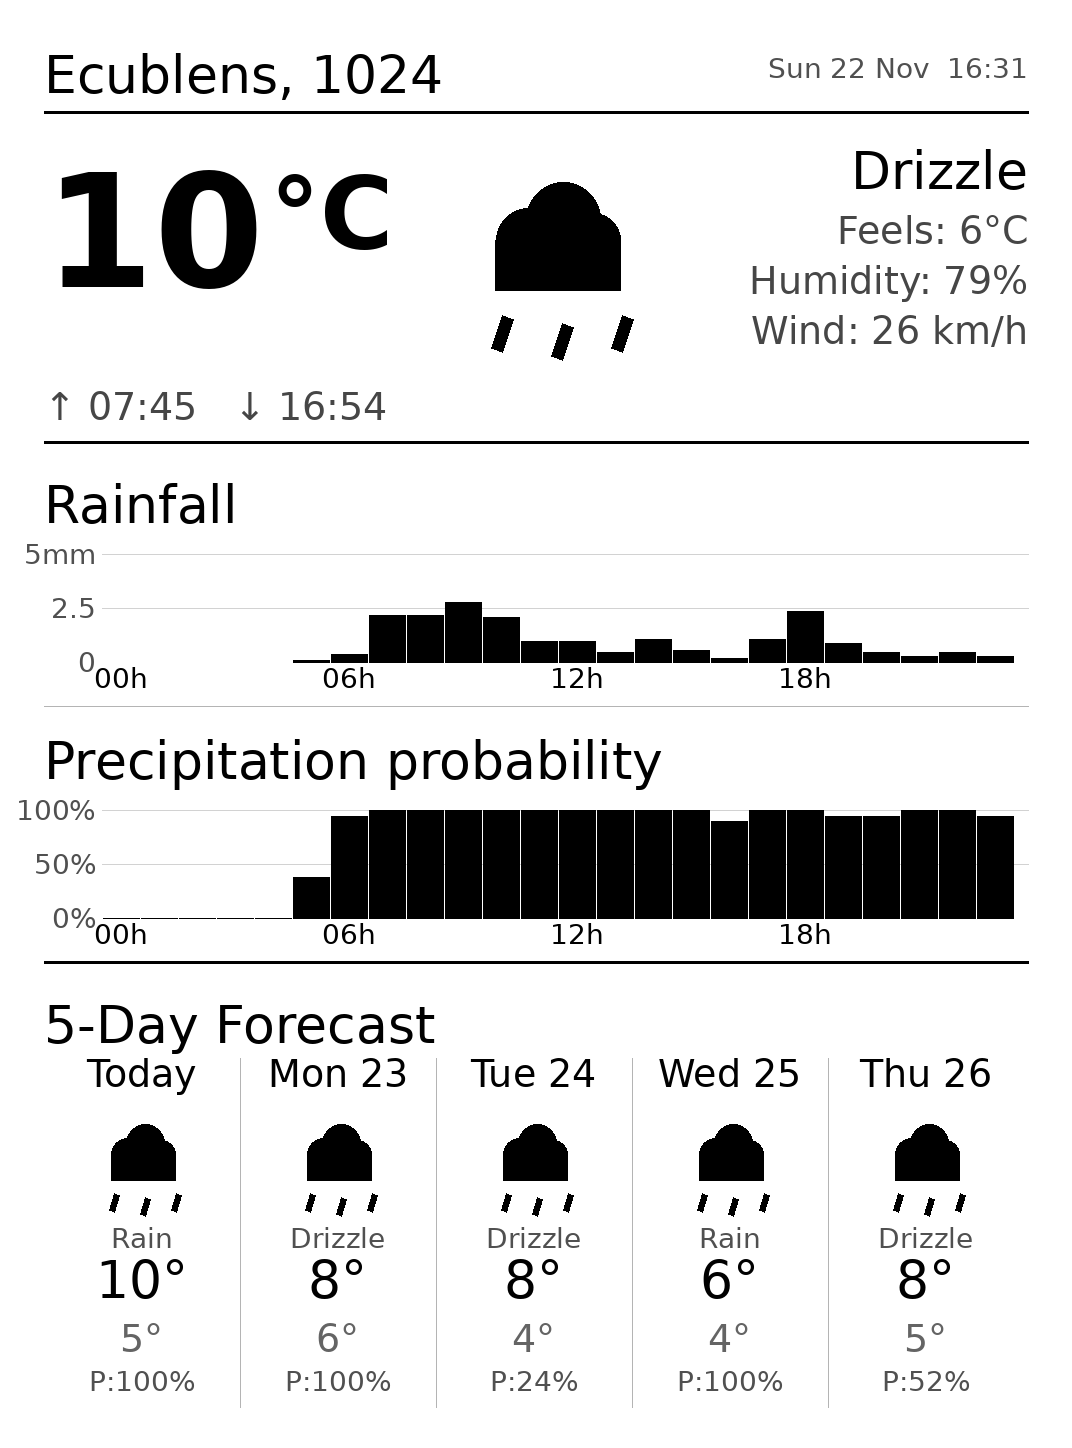 Ecublens, 1024
Sun 22 Nov  16:31
10°C
Drizzle
Feels: 6°C
Humidity: 79%
Wind: 26 km/h
↑ 07:45   ↓ 16:54
Rainfall
5mm
2.5
0
00h 06h 12h 18h
Precipitation probability
100%
50%
0%
00h 06h 12h 18h
5-Day Forecast
Today Mon 23 Tue 24 Wed 25 Thu 26
Rain Drizzle Drizzle Rain Drizzle
10° 8° 8° 6° 8°
5° 6° 4° 4° 5°
P:100% P:100% P:24% P:100% P:52%